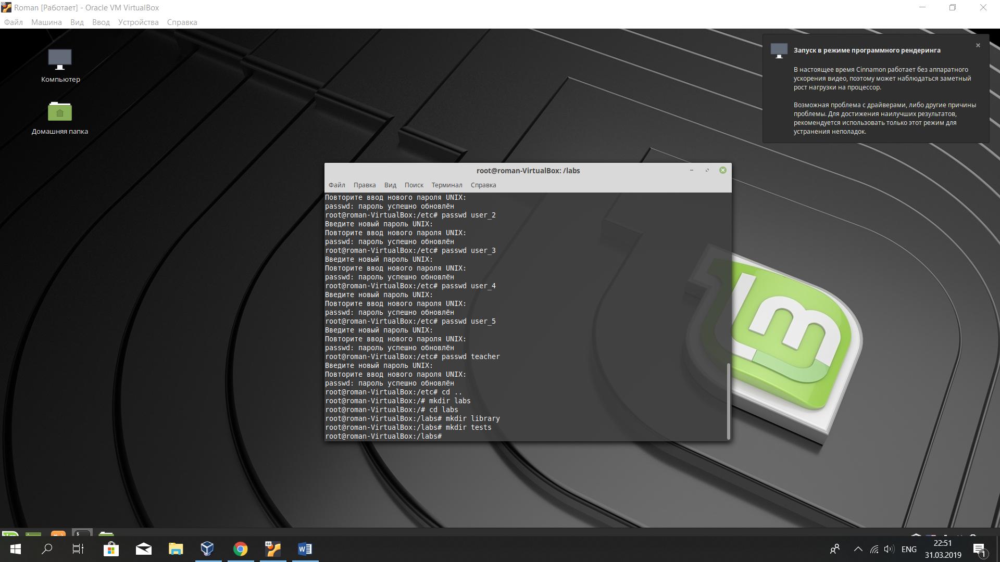 Roman [Работает] - Oracle VM VirtualBox
Файл Машина Вид Ввод Устройства Справка
Компьютер
Домашняя папка
Запуск в режиме программного рендеринга
В настоящее время Cinnamon работает без аппаратного
ускорения видео, поэтому может наблюдаться заметный
рост нагрузки на процессор.
Возможная проблема с драйверами, либо другие причины
проблемы. Для достижения наилучших результатов,
рекомендуется использовать только этот режим для
устранения неполадок.
root@roman-VirtualBox: /labs
Файл Правка Вид Поиск Терминал Справка
Повторите ввод нового пароля UNIX:
passwd: пароль успешно обновлён
root@roman-VirtualBox:/etc# passwd user_2
Введите новый пароль UNIX:
Повторите ввод нового пароля UNIX:
passwd: пароль успешно обновлён
root@roman-VirtualBox:/etc# passwd user_3
Введите новый пароль UNIX:
Повторите ввод нового пароля UNIX:
passwd: пароль успешно обновлён
root@roman-VirtualBox:/etc# passwd user_4
Введите новый пароль UNIX:
Повторите ввод нового пароля UNIX:
passwd: пароль успешно обновлён
root@roman-VirtualBox:/etc# passwd user_5
Введите новый пароль UNIX:
Повторите ввод нового пароля UNIX:
passwd: пароль успешно обновлён
root@roman-VirtualBox:/etc# passwd teacher
Введите новый пароль UNIX:
Повторите ввод нового пароля UNIX:
passwd: пароль успешно обновлён
root@roman-VirtualBox:/etc# cd ..
root@roman-VirtualBox:/# mkdir labs
root@roman-VirtualBox:/# cd labs
root@roman-VirtualBox:/labs# mkdir library
root@roman-VirtualBox:/labs# mkdir tests
root@roman-VirtualBox:/labs#
64
W
ENG
22:51
31.03.2019
1